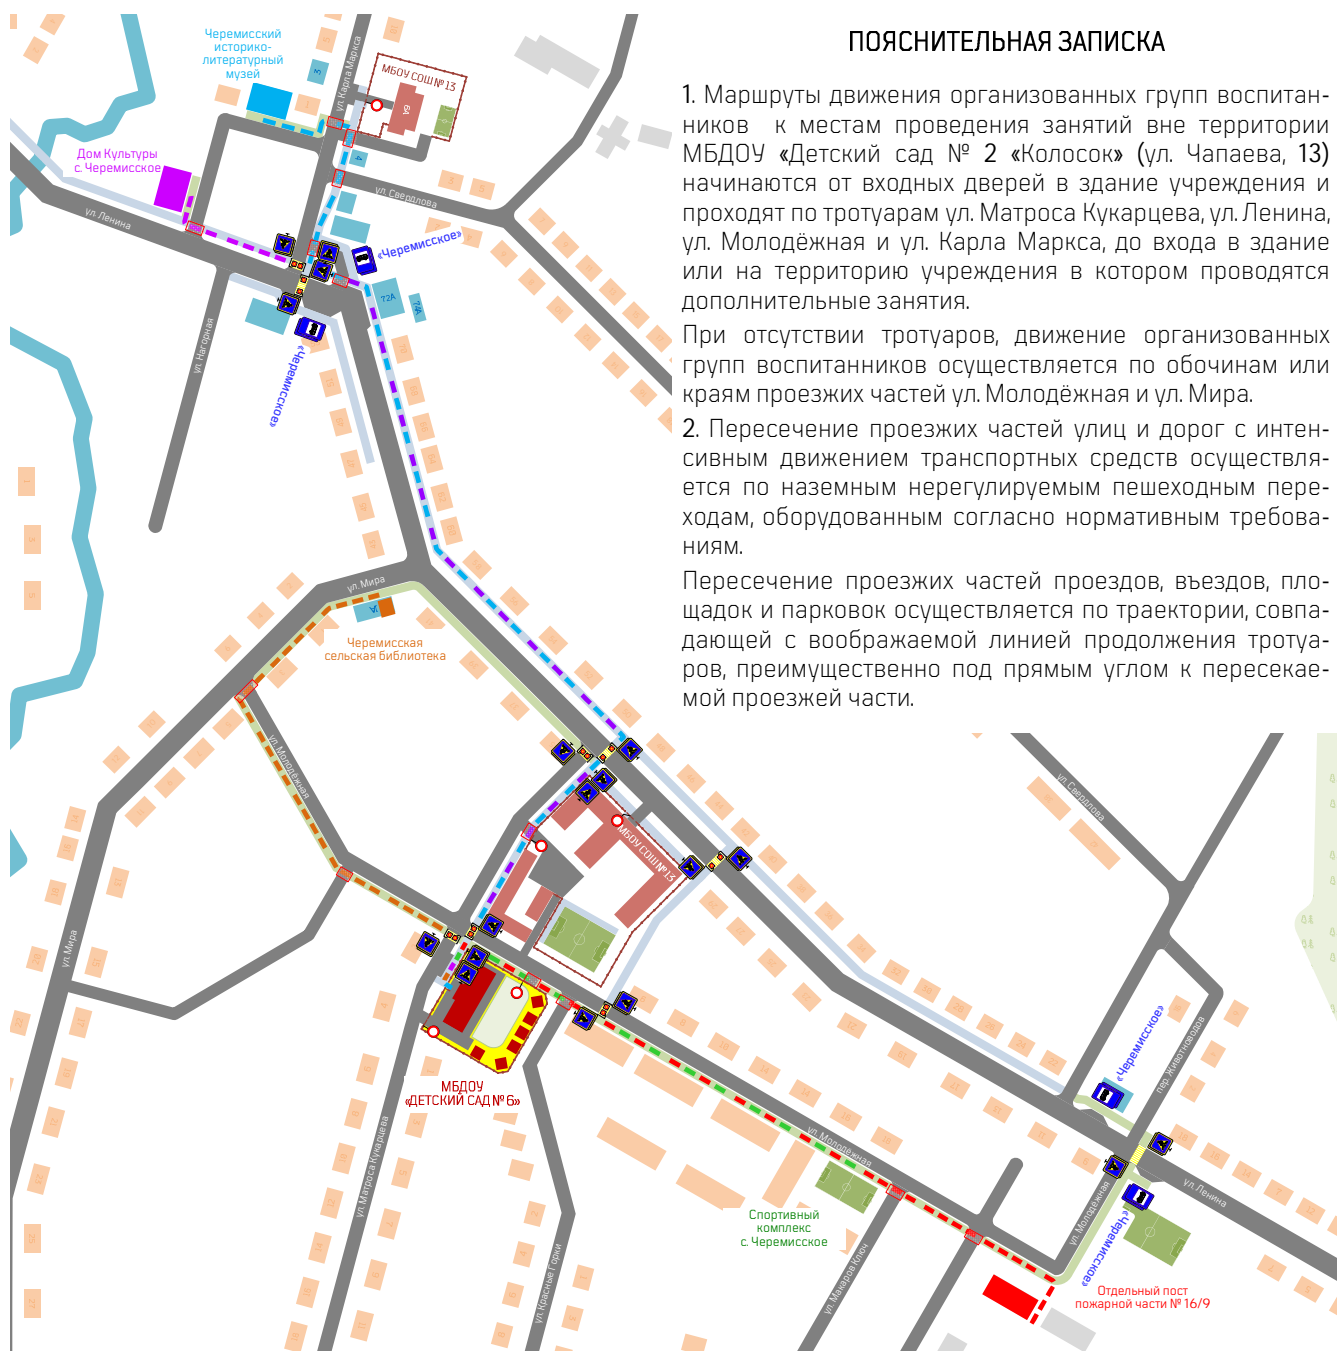 ПОЯСНИТЕЛЬНАЯ ЗАПИСКА
1. Маршруты движения организованных групп воспитан-
ников к местам проведения занятий вне территории
МБДОУ «Детский сад № 2 «Колосок» (ул. Чапаева, 13)
начинаются от входных дверей в здание учреждения и
проходят по тротуарам ул. Матроса Кукарцева, ул. Ленина,
ул. Молодёжная и ул. Карла Маркса, до входа в здание
или на территорию учреждения в котором проводятся
дополнительные занятия.
При отсутствии тротуаров, движение организованных
групп воспитанников осуществляется по обочинам или
краям проезжих частей ул. Молодёжная и ул. Мира.
2. Пересечение проезжих частей улиц и дорог с интен-
сивным движением транспортных средств осуществля-
ется по наземным нерегулируемым пешеходным пере-
ходам, оборудованным согласно нормативным требова-
ниям.
Пересечение проезжих частей проездов, въездов, пло-
щадок и парковок осуществляется по траектории, совпа-
дающей с воображаемой линией продолжения тротуа-
ров, преимущественно под прямым углом к пересекае-
мой проезжей части.
Черемисский
историко-
литературный
музей
ул. Карла Маркса
МБОУ СОШ № 13
6А
Дом Культуры
с. Черемисское
ул. Ленина
ул. Свердлова
«Черемисское»
72А
74А
ул. Нагорная
«Черемисское»
ул. Мира
1А
Черемисская
сельская библиотека
ул. Молодёжная
МБОУ СОШ № 13
ул. Свердлова
ул. Мира
МБДОУ
«ДЕТСКИЙ САД № 6»
ул. Матроса Кукарцева
ул. Красные Горки
ул. Молодёжная
Спортивный
комплекс
с. Черемисское
ул. Макаров Ключ
«Черемисское»
пер. Животноводов
ул. Молодёжная
ул. Ленина
«Черемисское»
Отдельный пост
пожарной части № 16/9